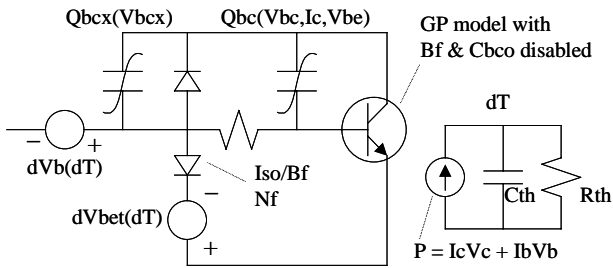 Qbcx(Vbcx)
Qbc(Vbc,Ic,Vbe)
GP model with
Bf & Cbco disabled
dT
− +
dVb(dT)
Iso/Bf
Nf
−
dVbet(dT)
+
Cth
Rth
P = IcVc + IbVb